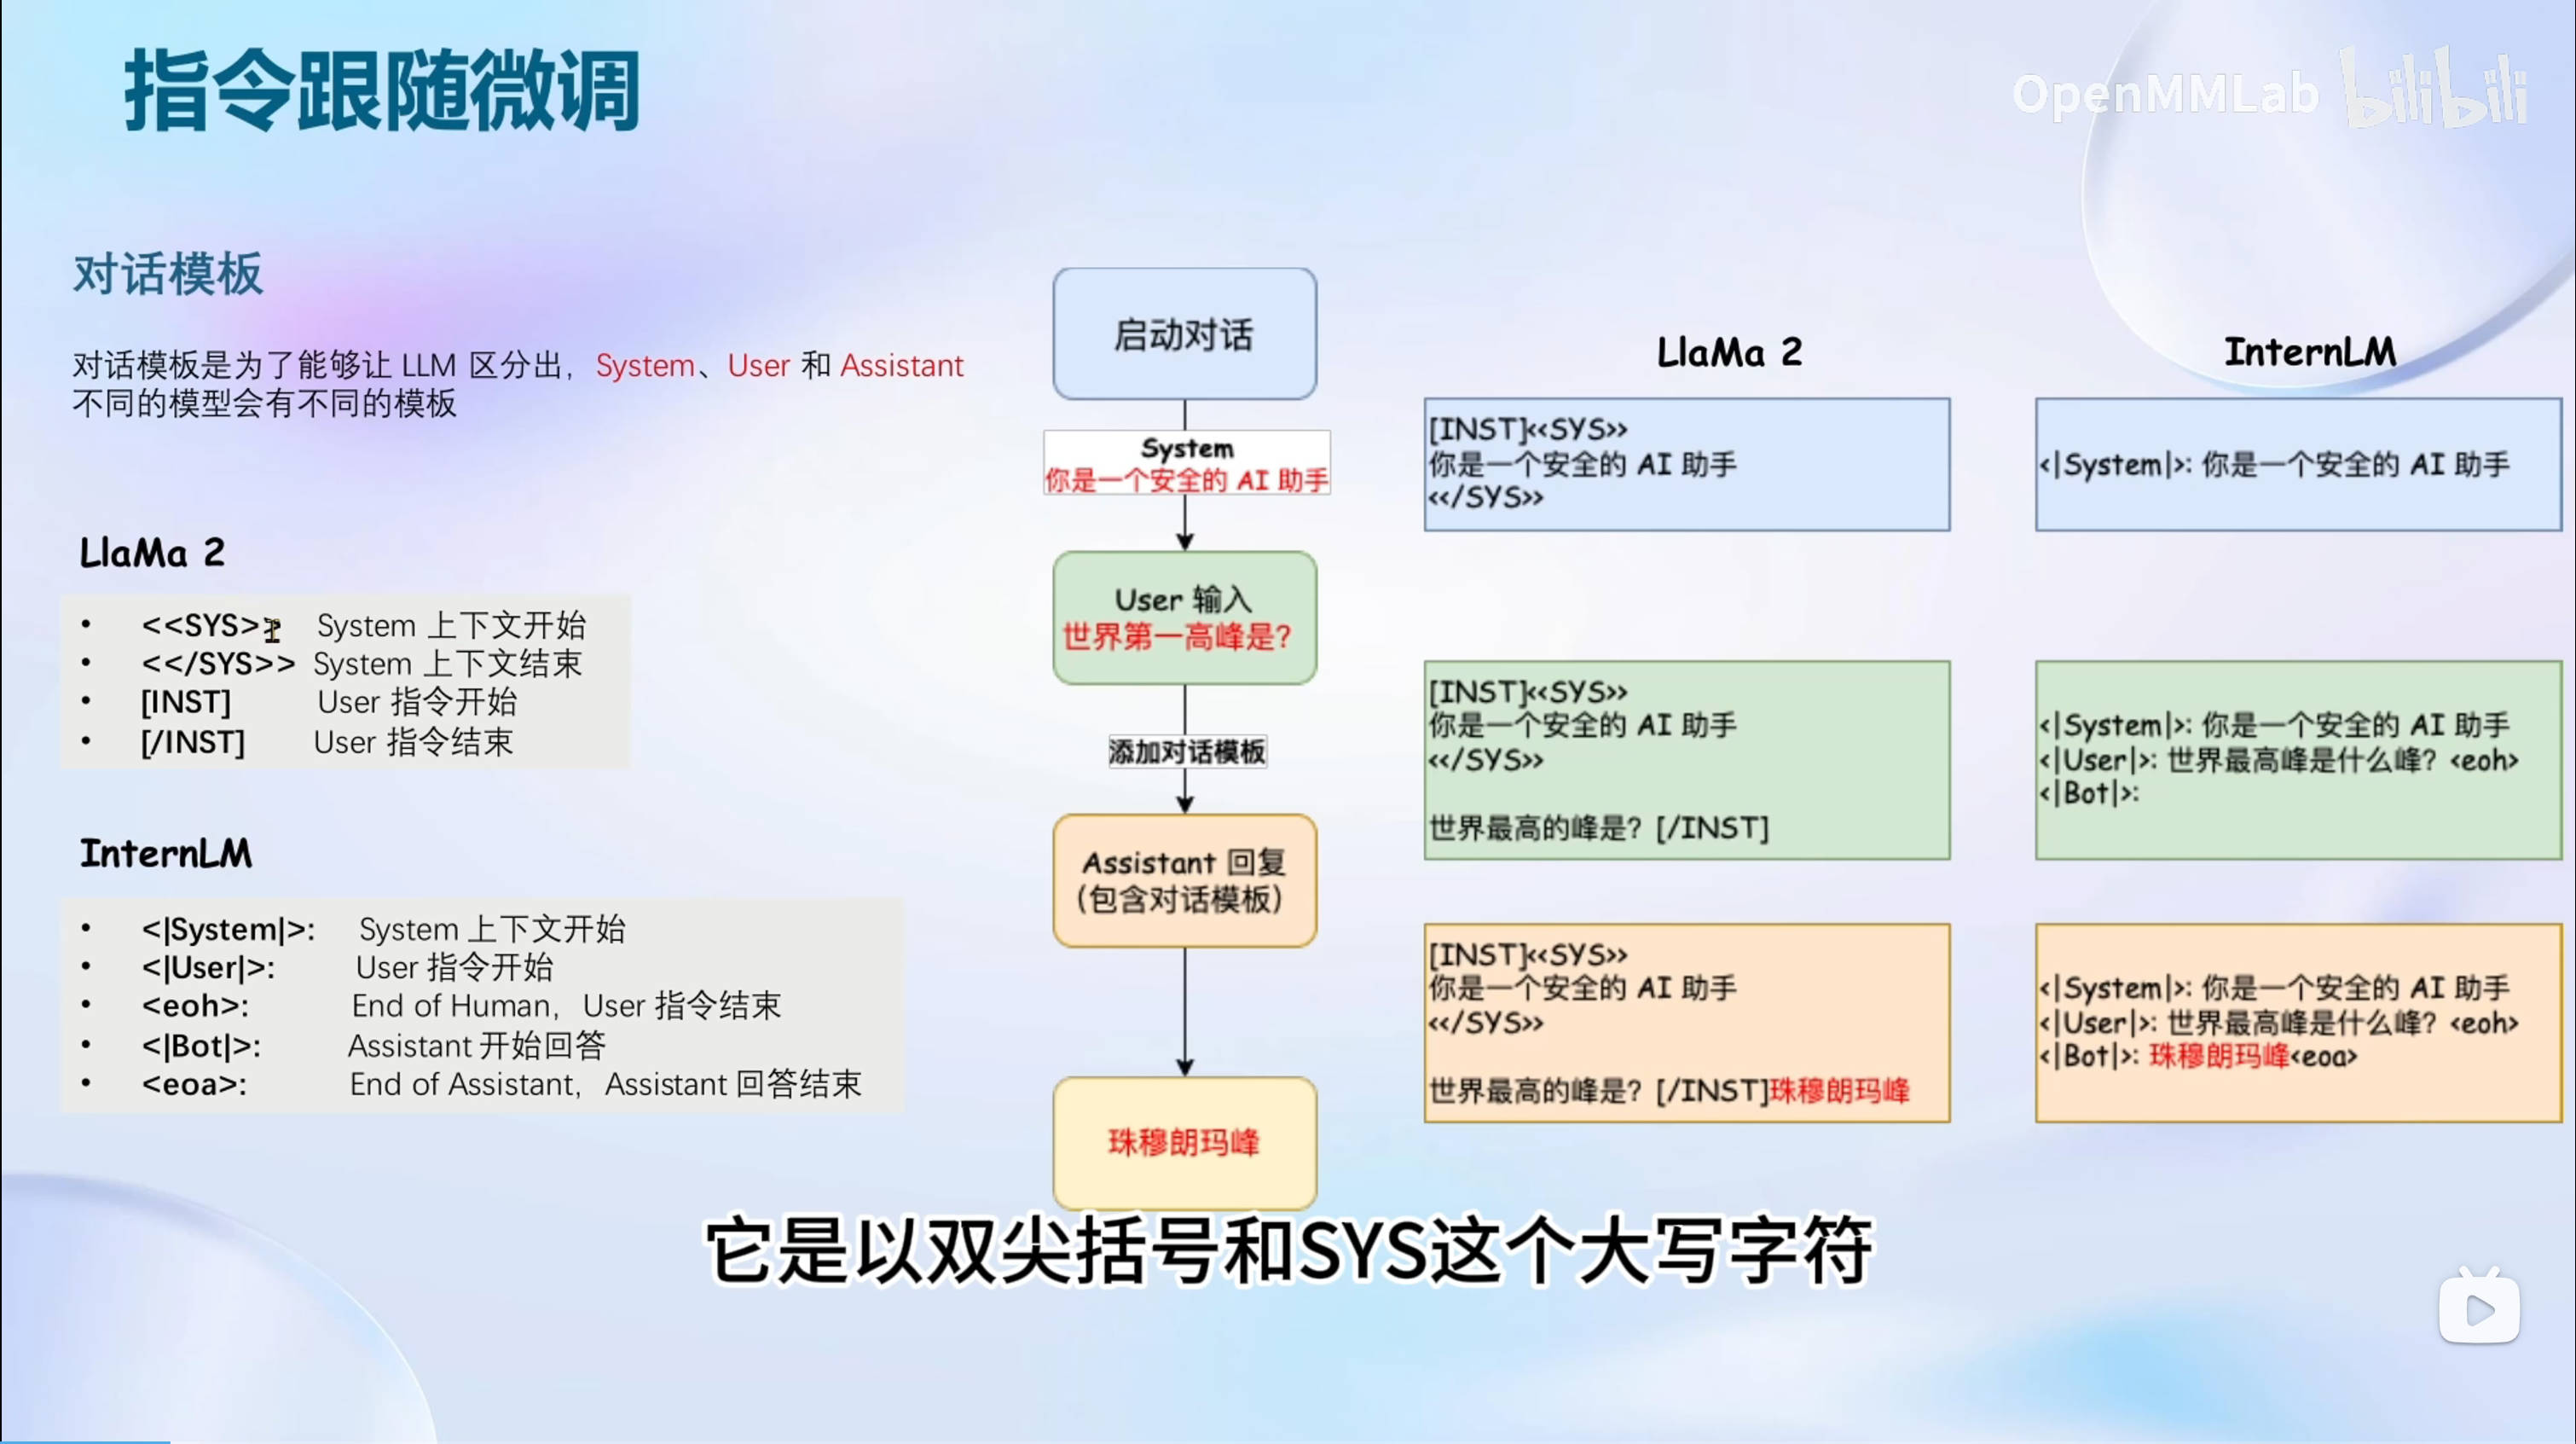 指令跟随微调
OpenMMLab bilibili
对话模板
对话模板是为了能够让 LLM 区分出，System、User 和 Assistant
不同的模型会有不同的模板
LlaMa 2
• <<SYS>> System 上下文开始
• <</SYS>> System 上下文结束
• [INST] User 指令开始
• [/INST] User 指令结束
InternLM
• <|System|>: System 上下文开始
• <|User|>: User 指令开始
• <eoh>: End of Human，User 指令结束
• <|Bot|>: Assistant 开始回答
• <eoa>: End of Assistant，Assistant 回答结束
启动对话
System
你是一个安全的 AI 助手
User 输入
世界第一高峰是？
添加对话模板
Assistant 回复
（包含对话模板）
珠穆朗玛峰
LlaMa 2
[INST]<<SYS>>
你是一个安全的 AI 助手
<</SYS>>
[INST]<<SYS>>
你是一个安全的 AI 助手
<</SYS>>
世界最高的峰是？[/INST]
[INST]<<SYS>>
你是一个安全的 AI 助手
<</SYS>>
世界最高的峰是？[/INST]珠穆朗玛峰
InternLM
<|System|>: 你是一个安全的 AI 助手
<|System|>: 你是一个安全的 AI 助手
<|User|>: 世界最高峰是什么峰？<eoh>
<|Bot|>:
<|System|>: 你是一个安全的 AI 助手
<|User|>: 世界最高峰是什么峰？<eoh>
<|Bot|>: 珠穆朗玛峰<eoa>
它是以双尖括号和SYS这个大写字符